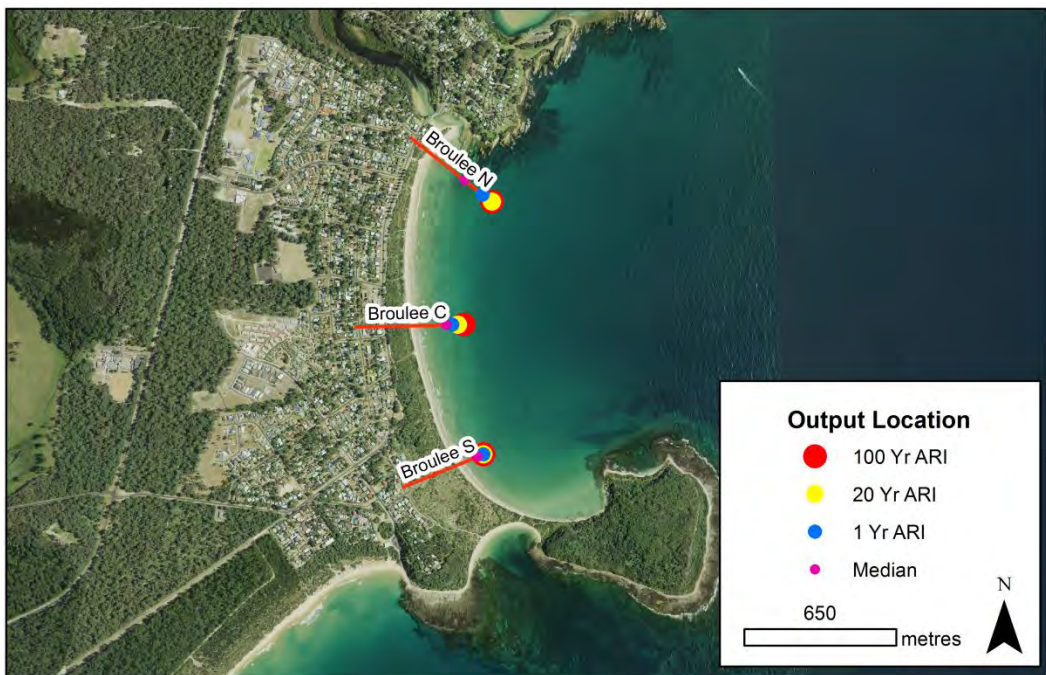 Broulee N
Broulee C
Broulee S
Output Location
100 Yr ARI
20 Yr ARI
1 Yr ARI
Median
650
metres
N